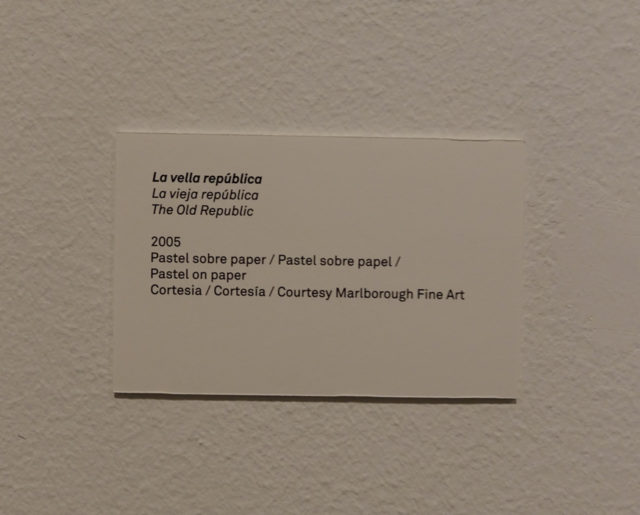 La vella república
La vieja república
The Old Republic
2005
Pastel sobre paper / Pastel sobre papel /
Pastel on paper
Cortesia / Cortesía / Courtesy Marlborough Fine Art